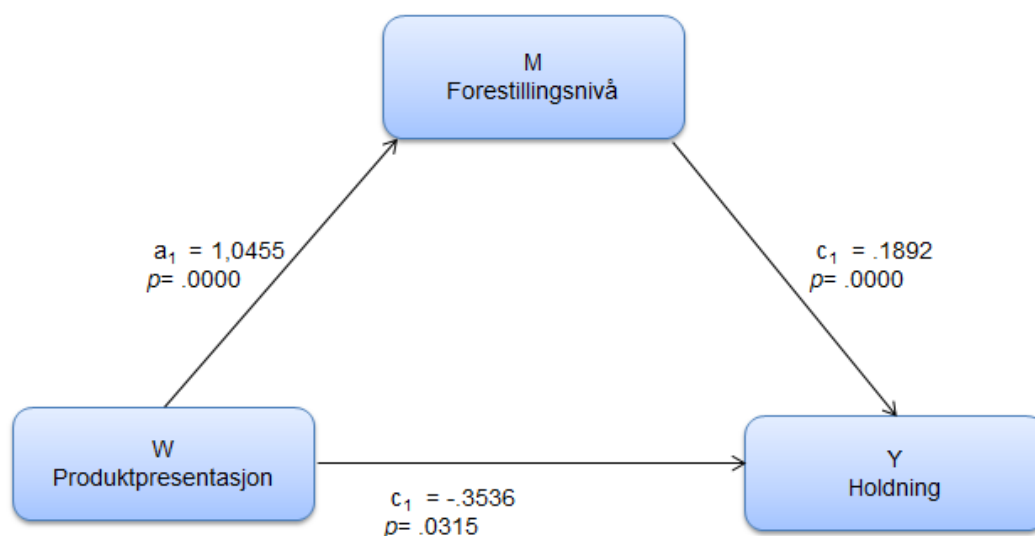 M
Forestillingsnivå
a₁ = 1,0455
p= .0000
c₁ = .1892
p= .0000
W
Produktpresentasjon
Y
Holdning
c₁ = -.3536
p= .0315